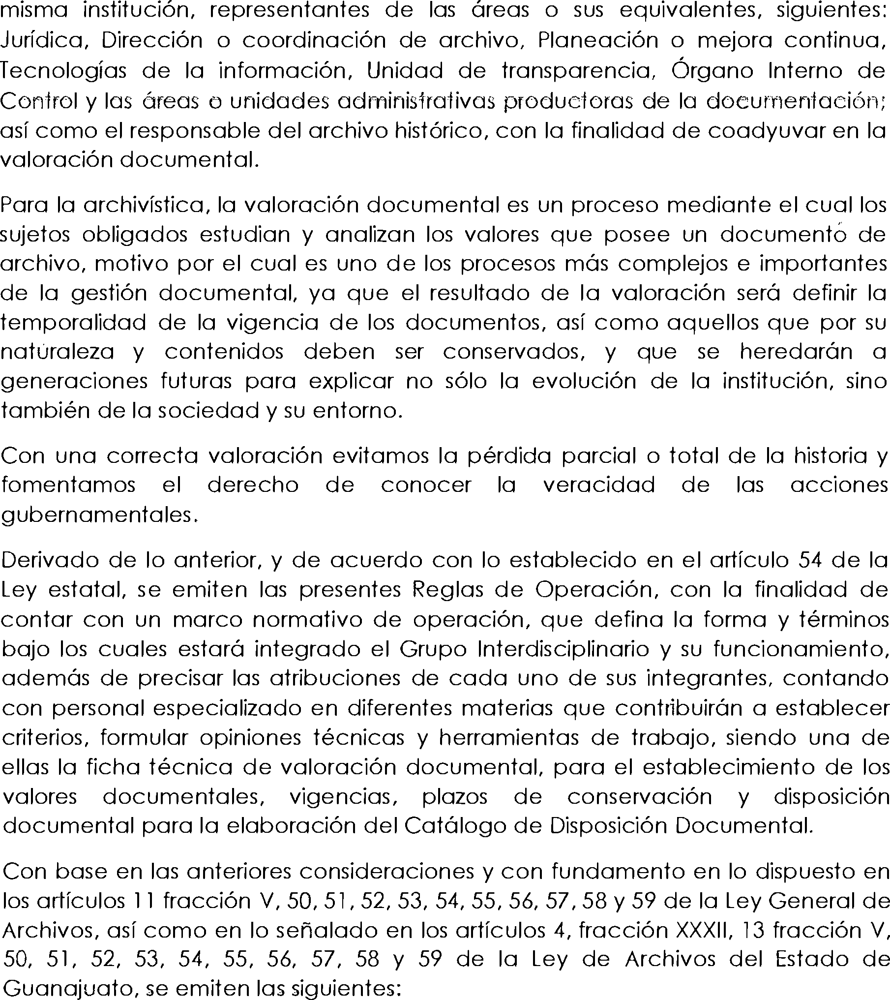 misma institución, representantes de las áreas o sus equivalentes, siguientes:
Jurídica, Dirección o coordinación de archivo, Planeación o mejora continua,
Tecnologías de la información, Unidad de transparencia, Órgano Interno de
Control y las áreas o unidades administrativas productoras de la documentación;
así como el responsable del archivo histórico, con la finalidad de coadyuvar en la
valoración documental.
Para la archivística, la valoración documental es un proceso mediante el cual los
sujetos obligados estudian y analizan los valores que posee un documento de
archivo, motivo por el cual es uno de los procesos más complejos e importantes
de la gestión documental, ya que el resultado de la valoración será definir la
temporalidad de la vigencia de los documentos, así como aquellos que por su
naturaleza y contenidos deben ser conservados, y que se heredarán a
generaciones futuras para explicar no sólo la evolución de la institución, sino
también de la sociedad y su entorno.
Con una correcta valoración evitamos la pérdida parcial o total de la historia y
fomentamos el derecho de conocer la veracidad de las acciones
gubernamentales.
Derivado de lo anterior, y de acuerdo con lo establecido en el artículo 54 de la
Ley estatal, se emiten las presentes Reglas de Operación, con la finalidad de
contar con un marco normativo de operación, que defina la forma y términos
bajo los cuales estará integrado el Grupo Interdisciplinario y su funcionamiento,
además de precisar las atribuciones de cada uno de sus integrantes, contando
con personal especializado en diferentes materias que contribuirán a establecer
criterios, formular opiniones técnicas y herramientas de trabajo, siendo una de
ellas la ficha técnica de valoración documental, para el establecimiento de los
valores documentales, vigencias, plazos de conservación y disposición
documental para la elaboración del Catálogo de Disposición Documental.
Con base en las anteriores consideraciones y con fundamento en lo dispuesto en
los artículos 11 fracción V, 50, 51, 52, 53, 54, 55, 56, 57, 58 y 59 de la Ley General de
Archivos, así como en lo señalado en los artículos 4, fracción XXXII, 13 fracción V,
50, 51, 52, 53, 54, 55, 56, 57, 58 y 59 de la Ley de Archivos del Estado de
Guanajuato, se emiten las siguientes: